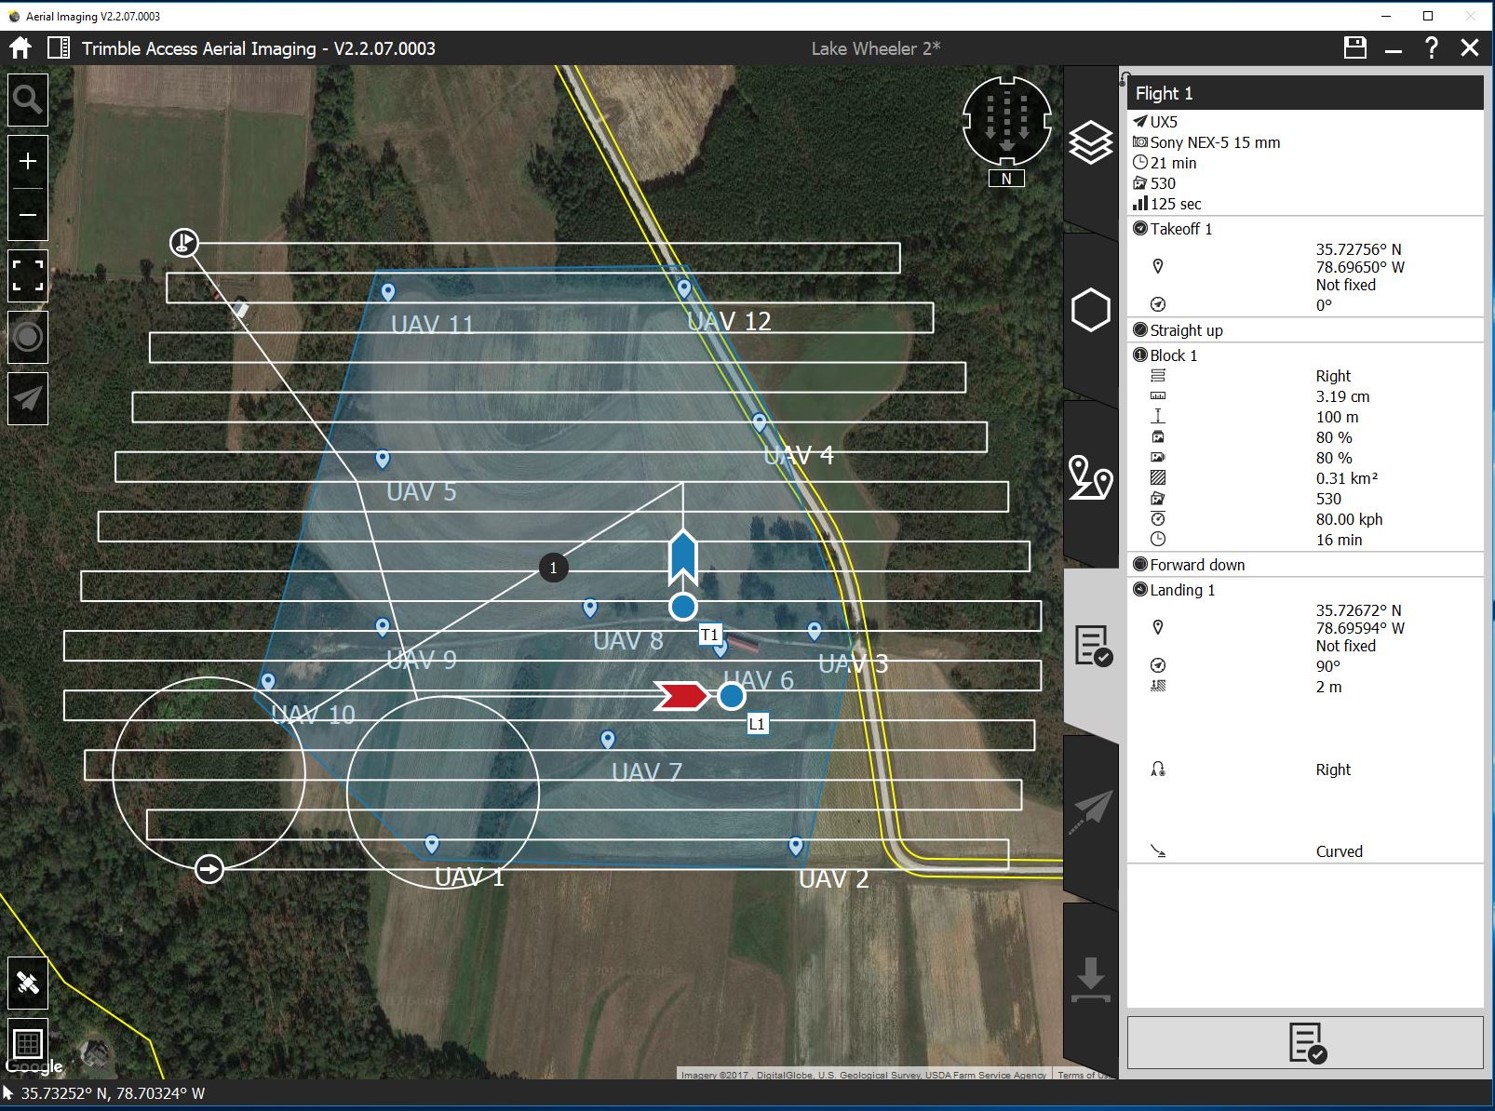 Aerial Imaging V2.2.07.0003
Trimble Access Aerial Imaging - V2.2.07.0003
Lake Wheeler 2*
N
UAV 11
UAV 12
UAV 4
UAV 5
1
UAV 8
T1
UAV 9
UAV 3
UAV 6
UAV 10
L1
UAV 7
UAV 1
UAV 2
Google
Imagery ©2017 , DigitalGlobe, U.S. Geological Survey, USDA Farm Service Agency
Terms of
35.73252° N, 78.70324° W
Flight 1
UX5
Sony NEX-5 15 mm
21 min
530
125 sec
Takeoff 1
35.72756° N
78.69650° W
Not fixed
0°
Straight up
1 Block 1
Right
3.19 cm
100 m
80 %
80 %
0.31 km²
530
80.00 kph
16 min
Forward down
Landing 1
35.72672° N
78.69594° W
Not fixed
90°
2 m
Right
Curved